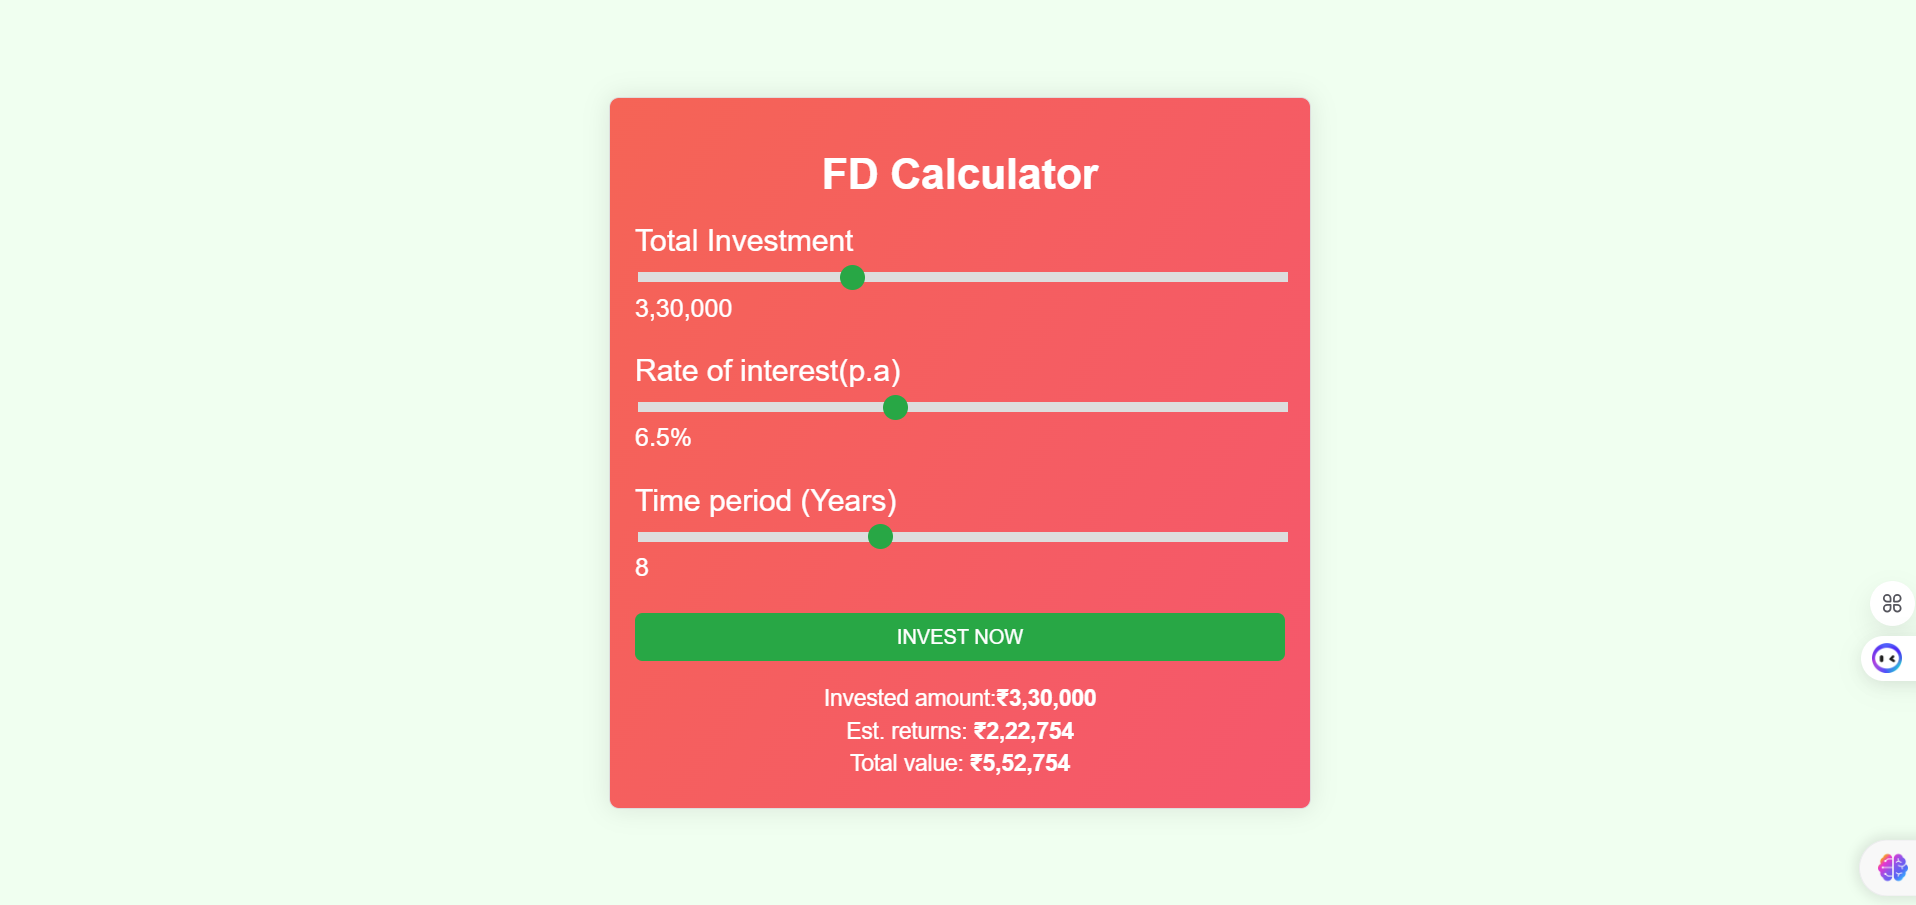 FD Calculator
Total Investment
3,30,000
Rate of interest(p.a)
6.5%
Time period (Years)
8
INVEST NOW
Invested amount:₹3,30,000
Est. returns: ₹2,22,754
Total value: ₹5,52,754